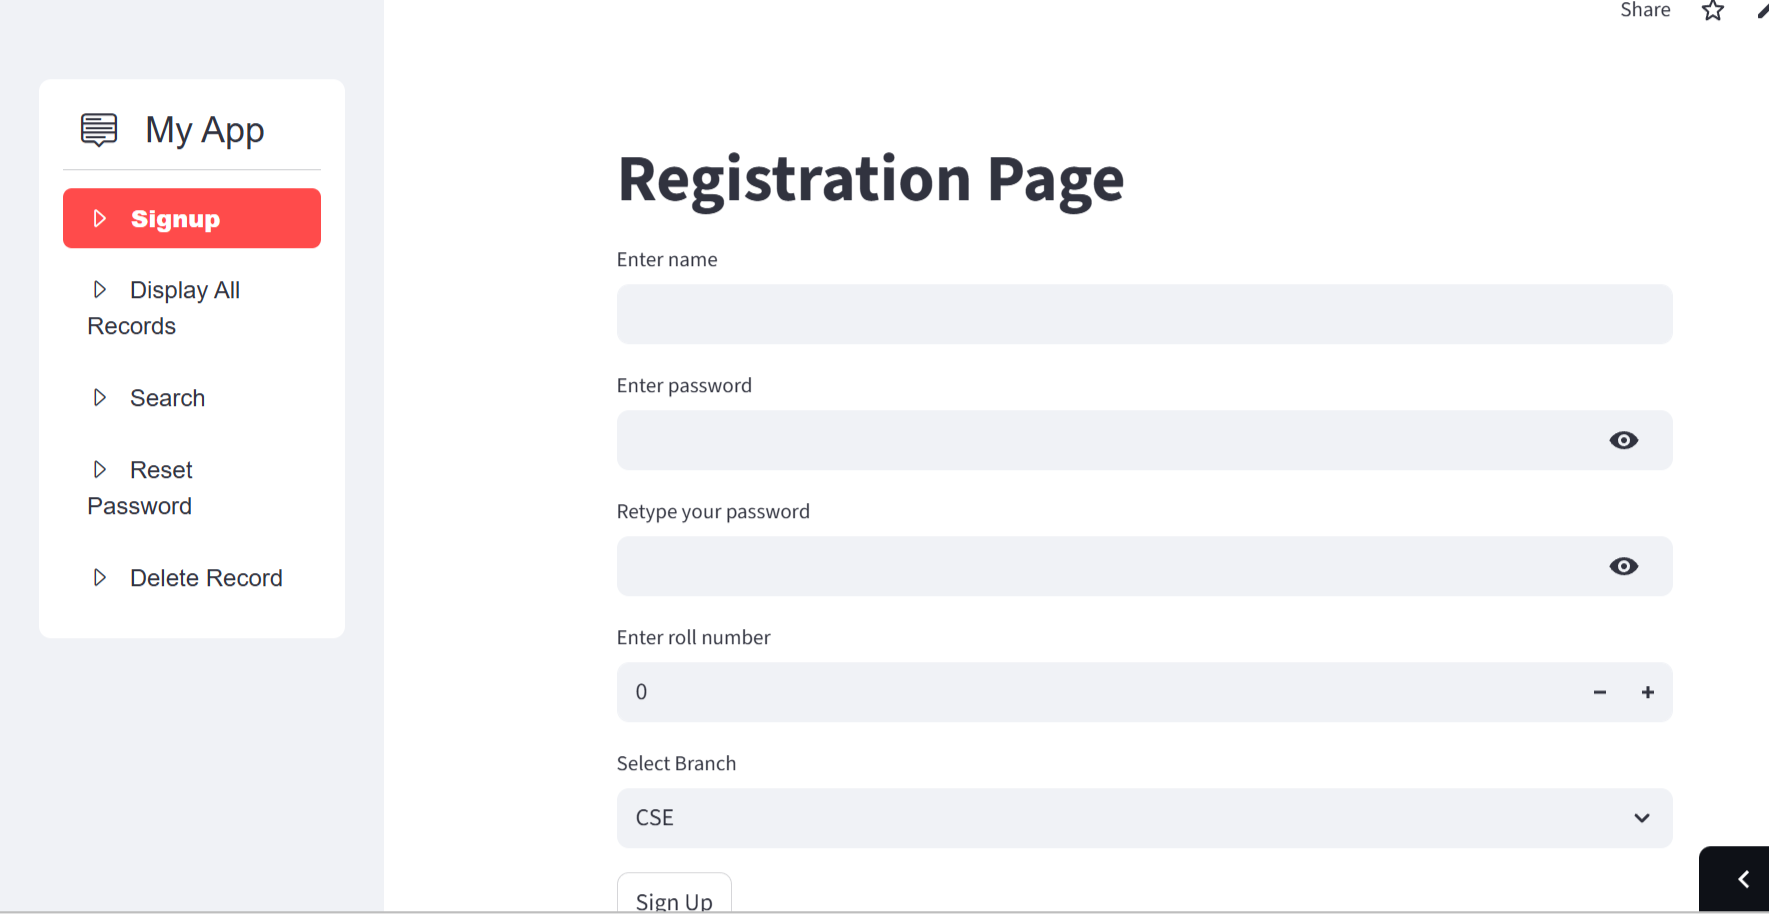 Share
My App
Signup
Display All
Records
Search
Reset
Password
Delete Record
Registration Page
Enter name
Enter password
Retype your password
Enter roll number
0
Select Branch
CSE
Sign Up